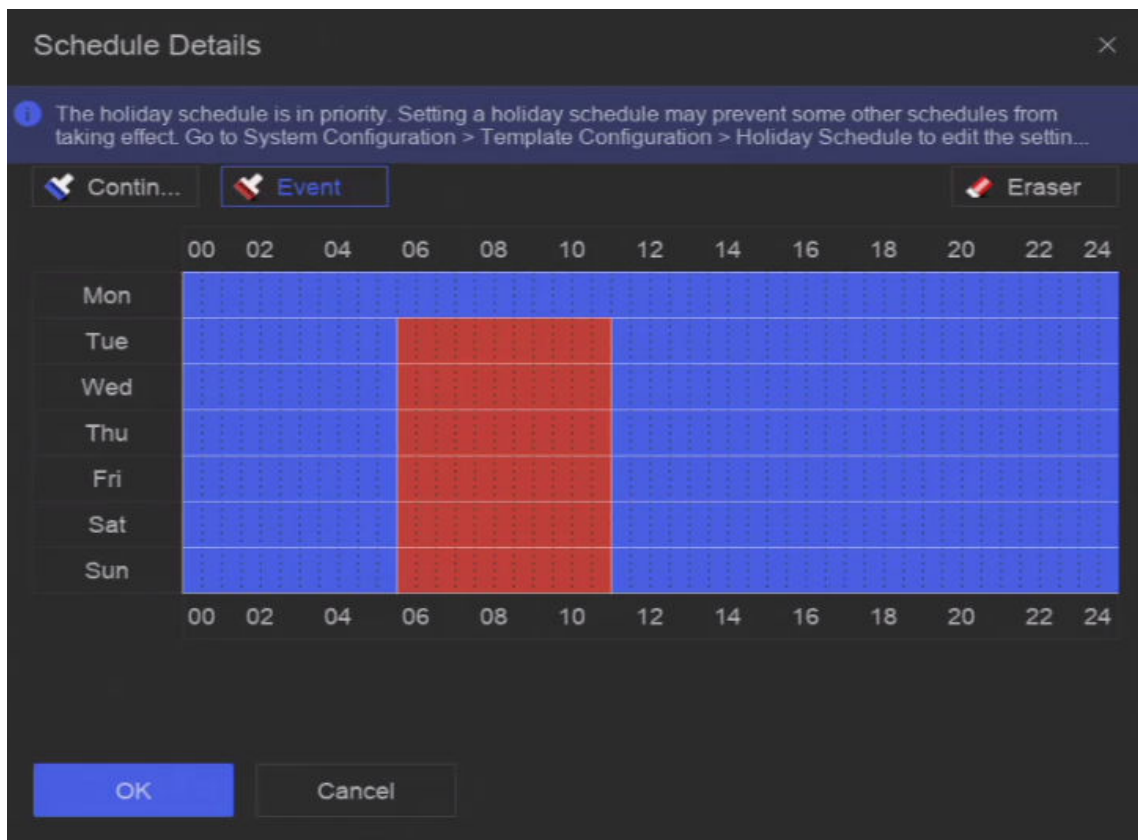 Schedule Details
The holiday schedule is in priority. Setting a holiday schedule may prevent some other schedules from
taking effect. Go to System Configuration > Template Configuration > Holiday Schedule to edit the settin...
Contin... Event Eraser
00 02 04 06 08 10 12 14 16 18 20 22 24
Mon
Tue
Wed
Thu
Fri
Sat
Sun
00 02 04 06 08 10 12 14 16 18 20 22 24
OK Cancel